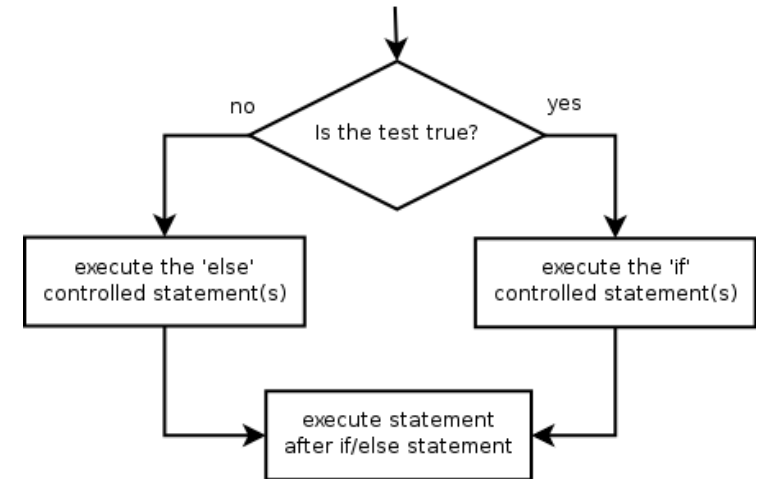 no
yes
Is the test true?
execute the 'else'
controlled statement(s)
execute the 'if'
controlled statement(s)
execute statement
after if/else statement